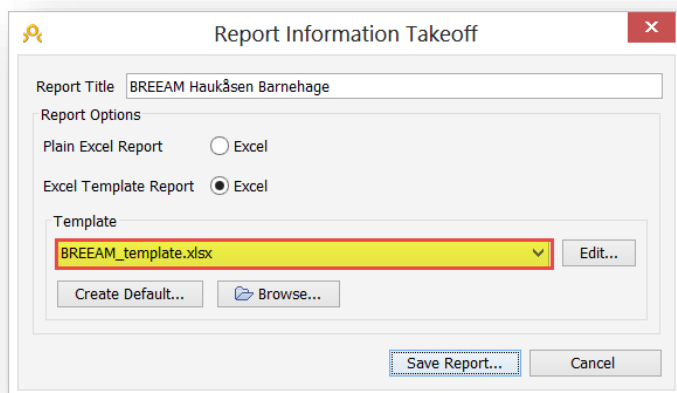 Report Information Takeoff
x
Report Title BREEAM Haukåsen Barnehage
Report Options
Plain Excel Report Excel
Excel Template Report Excel
Template
BREEAM_template.xlsx Edit...
Create Default... Browse...
Save Report... Cancel